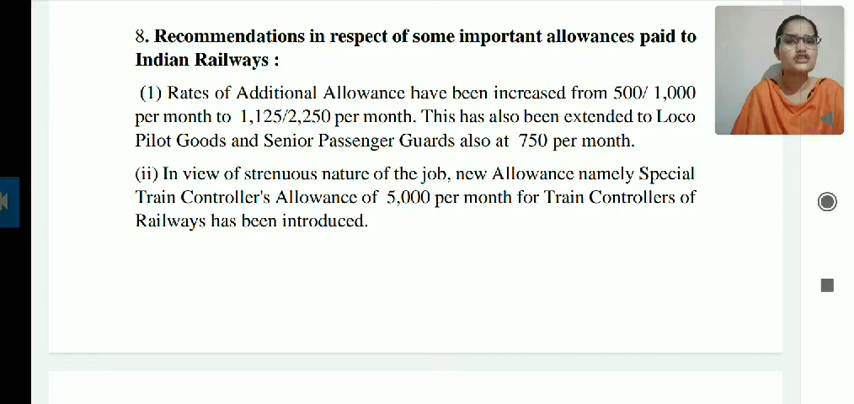 8. Recommendations in respect of some important allowances paid to
Indian Railways :
(1) Rates of Additional Allowance have been increased from 500/ 1,000
per month to 1,125/2,250 per month. This has also been extended to Loco
Pilot Goods and Senior Passenger Guards also at 750 per month.
(ii) In view of strenuous nature of the job, new Allowance namely Special
Train Controller's Allowance of 5,000 per month for Train Controllers of
Railways has been introduced.